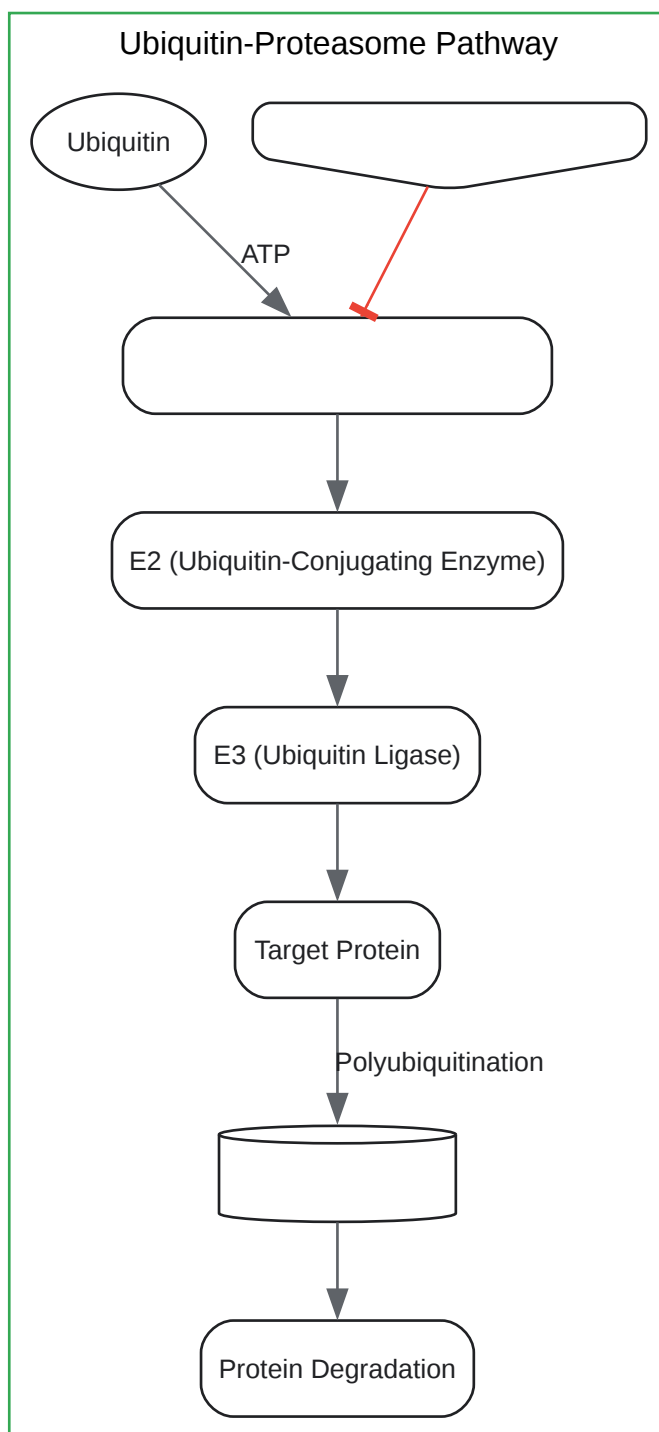 Ubiquitin-Proteasome Pathway
Ubiquitin
ATP
E2 (Ubiquitin-Conjugating Enzyme)
E3 (Ubiquitin Ligase)
Target Protein
Polyubiquitination
Protein Degradation